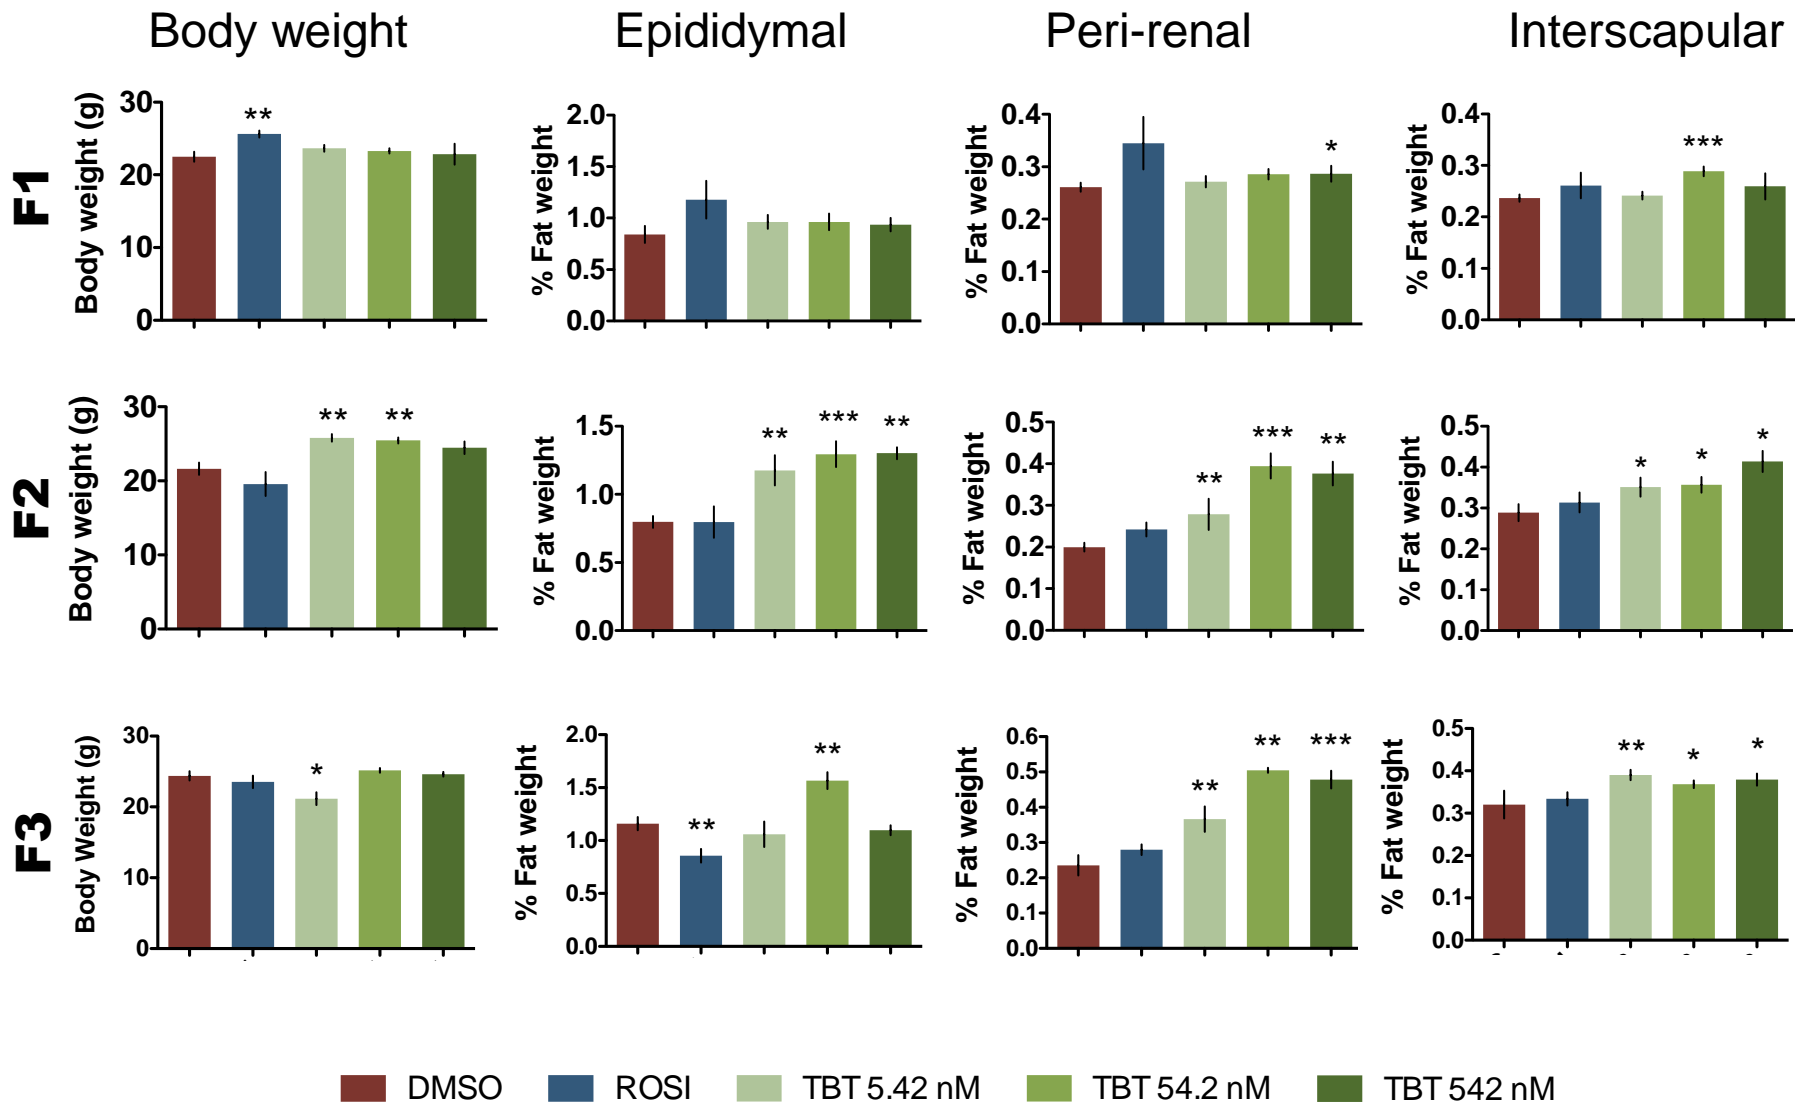 Body weight
Epididymal
Peri-renal
Interscapular
F1
Body weight (g)
30
20
10
0
**
% Fat weight
2.0
1.5
1.0
0.5
0.0
% Fat weight
0.4
0.3
0.2
0.1
0.0
*
% Fat weight
0.4
0.3
0.2
0.1
0.0
***
F2
Body weight (g)
30
20
10
0
** **
% Fat weight
1.5
1.0
0.5
0.0
** *** **
% Fat weight
0.5
0.4
0.3
0.2
0.1
0.0
** *** **
% Fat weight
0.5
0.4
0.3
0.2
0.1
0.0
* * *
F3
Body Weight (g)
30
20
10
0
*
% Fat weight
2.0
1.5
1.0
0.5
0.0
** **
% Fat weight
0.6
0.5
0.4
0.3
0.2
0.1
0.0
** ** ***
% Fat weight
0.5
0.4
0.3
0.2
0.1
0.0
** * *
DMSO ROSI TBT 5.42 nM TBT 54.2 nM TBT 542 nM